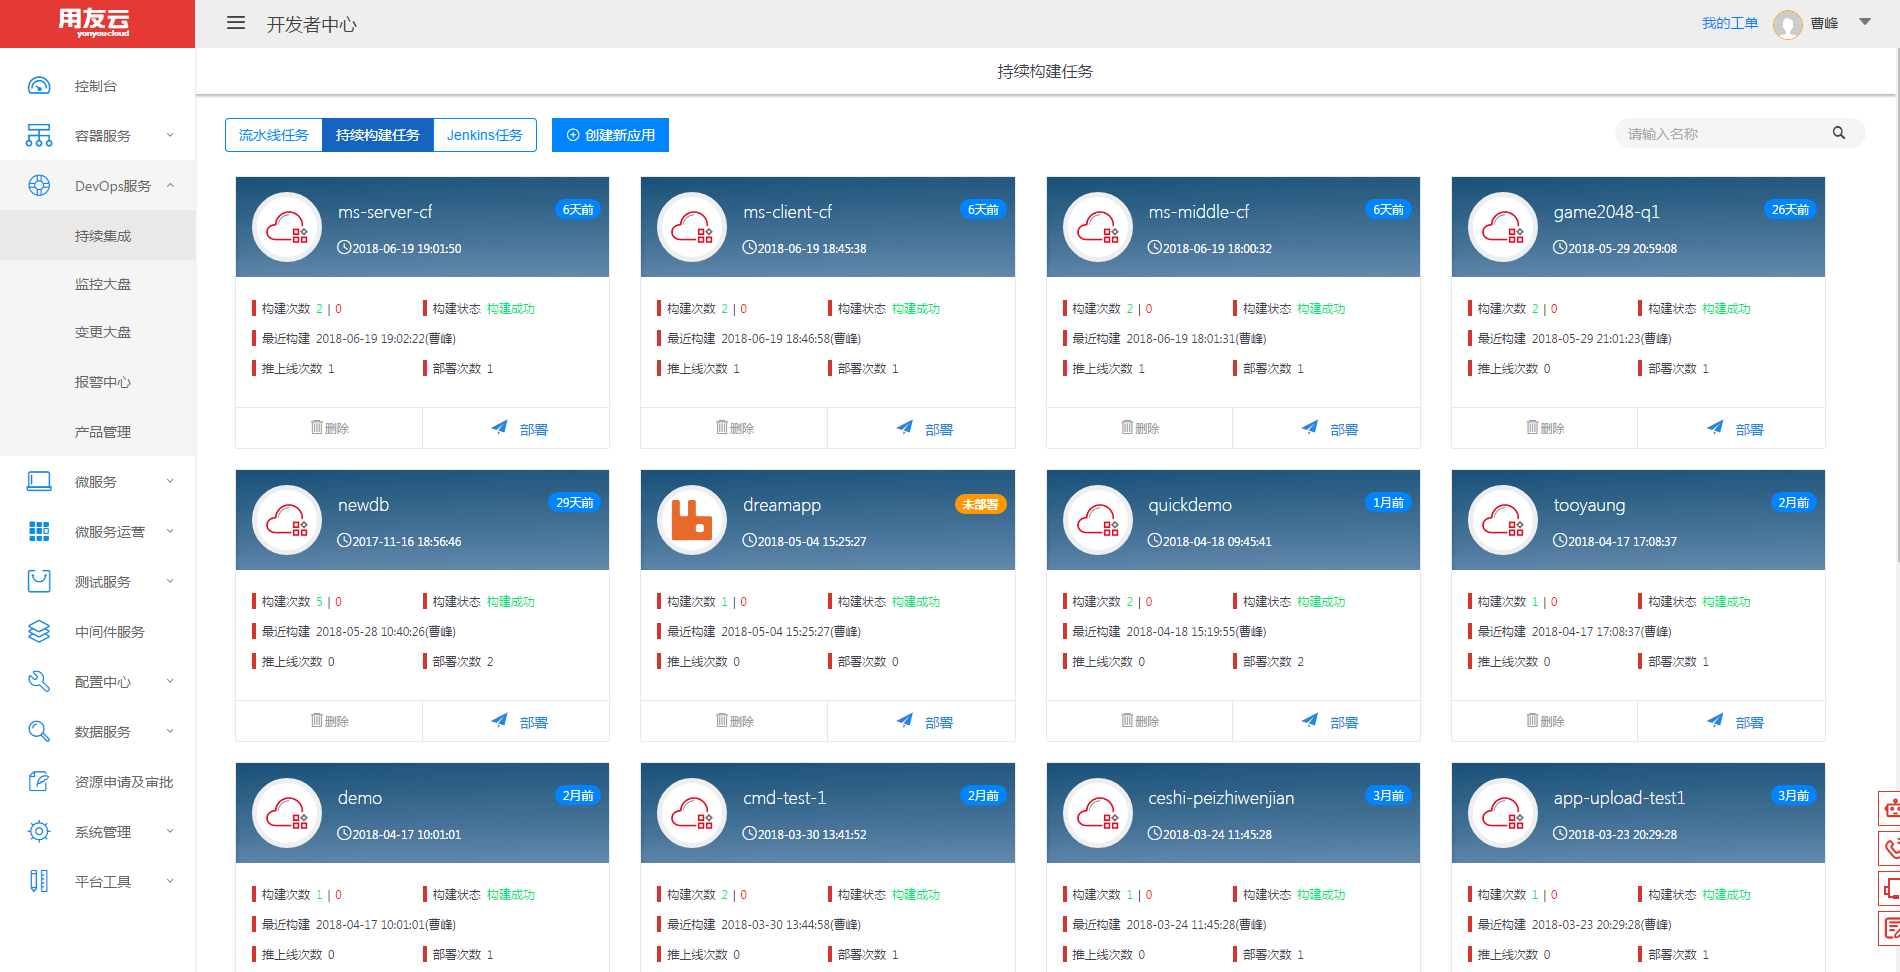 用友云
yonyoucloud
开发者中心
我的工单
曹峰
控制台
容器服务
DevOps服务
持续集成
监控大盘
变更大盘
报警中心
产品管理
微服务
微服务运营
测试服务
中间件服务
配置中心
数据服务
资源申请及审批
系统管理
平台工具
持续构建任务
流水线任务 持续构建任务 Jenkins任务 创建新应用
请输入名称
ms-server-cf
6天前
2018-06-19 19:01:50
构建次数 2 | 0 构建状态 构建成功
最近构建 2018-06-19 19:02:22(曹峰)
推上线次数 1 部署次数 1
删除 部署
ms-client-cf
6天前
2018-06-19 18:45:38
构建次数 2 | 0 构建状态 构建成功
最近构建 2018-06-19 18:46:58(曹峰)
推上线次数 1 部署次数 1
删除 部署
ms-middle-cf
6天前
2018-06-19 18:00:32
构建次数 2 | 0 构建状态 构建成功
最近构建 2018-06-19 18:01:31(曹峰)
推上线次数 1 部署次数 1
删除 部署
game2048-q1
26天前
2018-05-29 20:59:08
构建次数 2 | 0 构建状态 构建成功
最近构建 2018-05-29 21:01:23(曹峰)
推上线次数 0 部署次数 1
删除 部署
newdb
29天前
2017-11-16 18:56:46
构建次数 5 | 0 构建状态 构建成功
最近构建 2018-05-28 10:40:26(曹峰)
推上线次数 0 部署次数 2
删除 部署
dreamapp
未部署
2018-05-04 15:25:27
构建次数 1 | 0 构建状态 构建成功
最近构建 2018-05-04 15:25:27(曹峰)
推上线次数 0 部署次数 0
删除 部署
quickdemo
1月前
2018-04-18 09:45:41
构建次数 2 | 0 构建状态 构建成功
最近构建 2018-04-18 15:19:55(曹峰)
推上线次数 0 部署次数 2
删除 部署
tooyaung
2月前
2018-04-17 17:08:37
构建次数 1 | 0 构建状态 构建成功
最近构建 2018-04-17 17:08:37(曹峰)
推上线次数 0 部署次数 1
删除 部署
demo
2月前
2018-04-17 10:01:01
构建次数 1 | 0 构建状态 构建成功
最近构建 2018-04-17 10:01:01(曹峰)
推上线次数 0 部署次数 1
cmd-test-1
2月前
2018-03-30 13:41:52
构建次数 2 | 0 构建状态 构建成功
最近构建 2018-03-30 13:44:58(曹峰)
推上线次数 0 部署次数 1
ceshi-peizhiwenjian
3月前
2018-03-24 11:45:28
构建次数 1 | 0 构建状态 构建成功
最近构建 2018-03-24 11:45:28(曹峰)
推上线次数 0 部署次数 1
app-upload-test1
3月前
2018-03-23 20:29:28
构建次数 1 | 0 构建状态 构建成功
最近构建 2018-03-23 20:29:28(曹峰)
推上线次数 0 部署次数 1